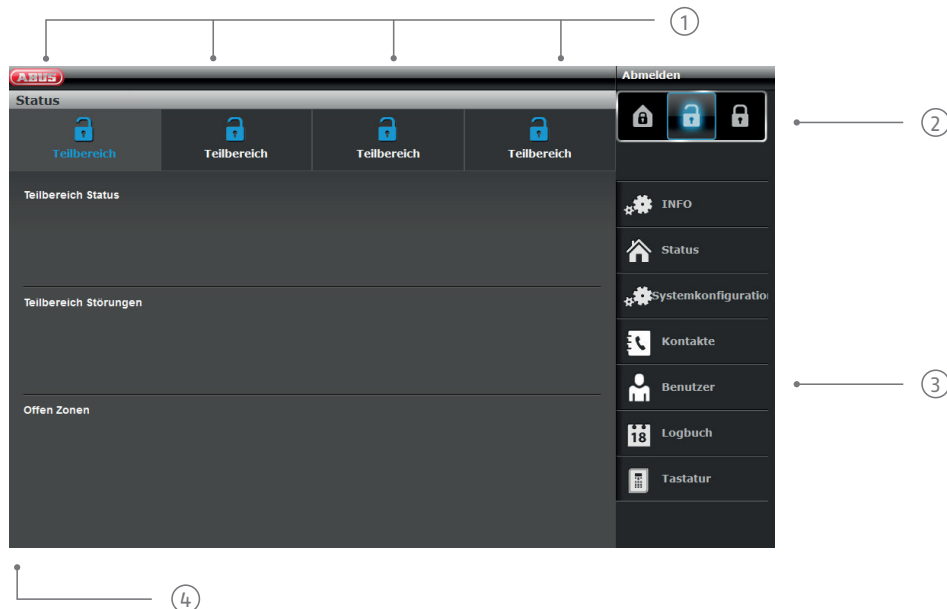 1
ABUS
Abmelden
Status
2
Teilbereich Teilbereich Teilbereich Teilbereich
Teilbereich Status
INFO
Status
Teilbereich Störungen
Systemkonfiguratio
Kontakte
Benutzer
3
Offen Zonen
18 Logbuch
Tastatur
4